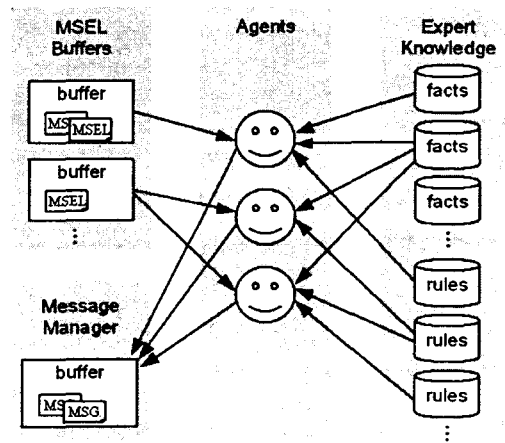 MSEL
Buffers
Agents
Expert
Knowledge
buffer
MSEL
buffer
MSEL
facts
facts
facts
rules
rules
rules
Message
Manager
buffer
MSG